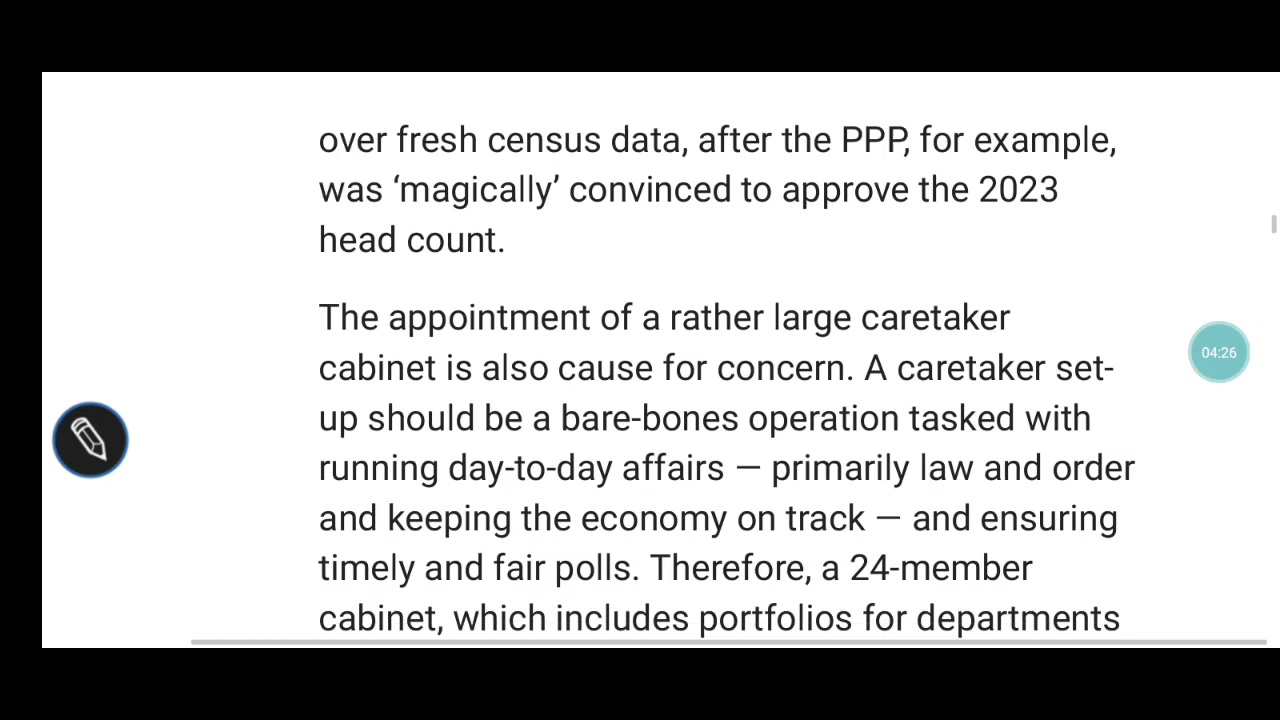 over fresh census data, after the PPP, for example,
was ‘magically’ convinced to approve the 2023
head count.
The appointment of a rather large caretaker
cabinet is also cause for concern. A caretaker set-
up should be a bare-bones operation tasked with
running day-to-day affairs — primarily law and order
and keeping the economy on track — and ensuring
timely and fair polls. Therefore, a 24-member
cabinet, which includes portfolios for departments
04:26